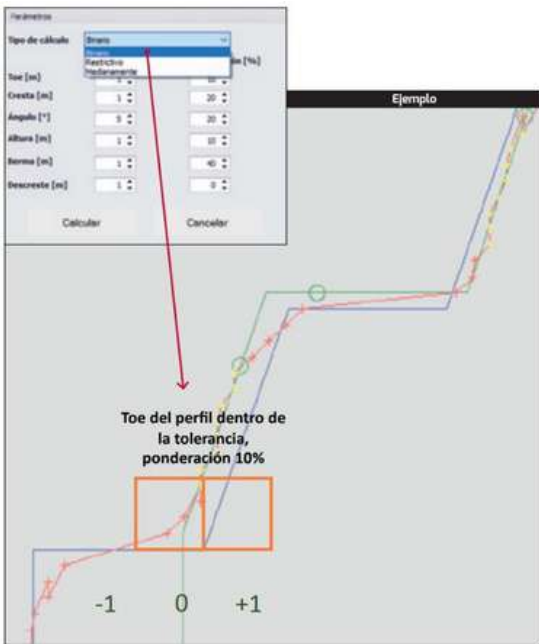 Parámetros
Tipo de cálculo Binario
Binario
Restrictivo
Medianamente
ón [%]
Toe [m]
Cresta [m] 1 20
Ángulo [°] 5 20
Altura [m] 1 10
Berma [m] 1 40
Descreste [m] 1 0
Calcular Cancelar
Ejemplo
Toe del perfil dentro de
la tolerancia,
ponderación 10%
-1 0 +1